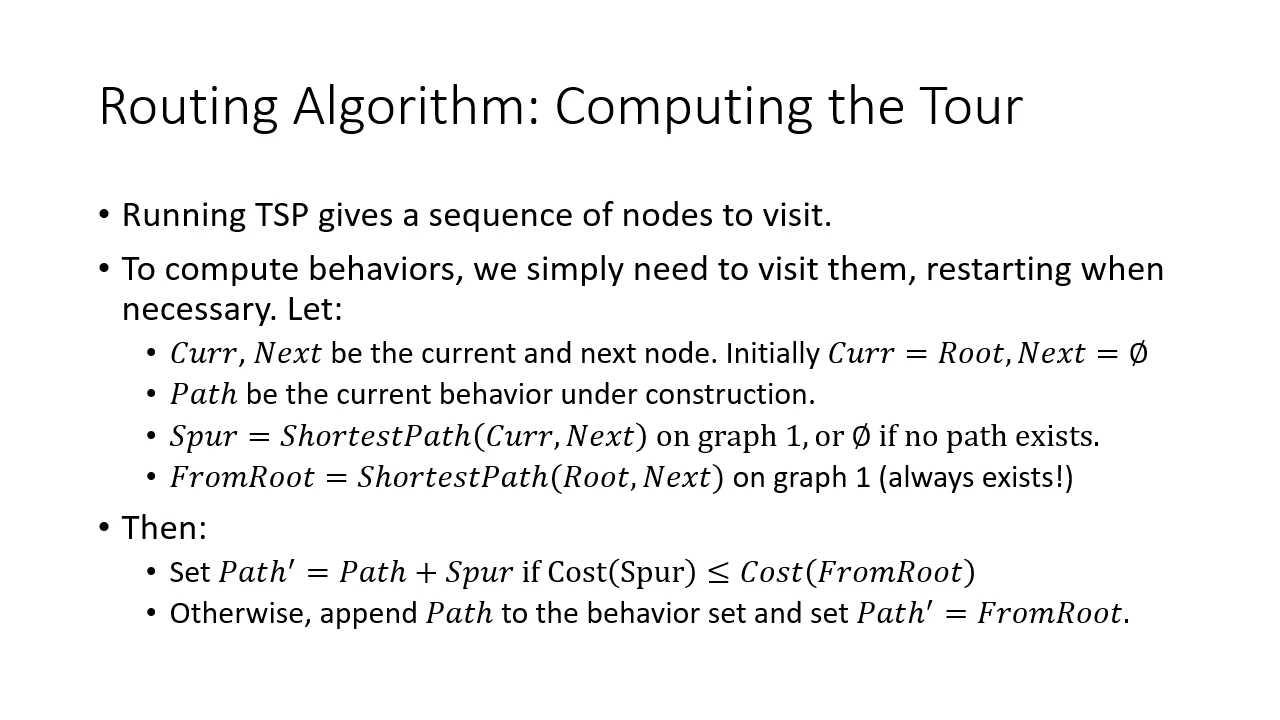 Routing Algorithm: Computing the Tour
• Running TSP gives a sequence of nodes to visit.
• To compute behaviors, we simply need to visit them, restarting when
necessary. Let:
• Curr, Next be the current and next node. Initially Curr = Root, Next = ∅
• Path be the current behavior under construction.
• Spur = ShortestPath(Curr, Next) on graph 1, or ∅ if no path exists.
• FromRoot = ShortestPath(Root, Next) on graph 1 (always exists!)
• Then:
• Set Path′ = Path + Spur if Cost(Spur) ≤ Cost(FromRoot)
• Otherwise, append Path to the behavior set and set Path′ = FromRoot.